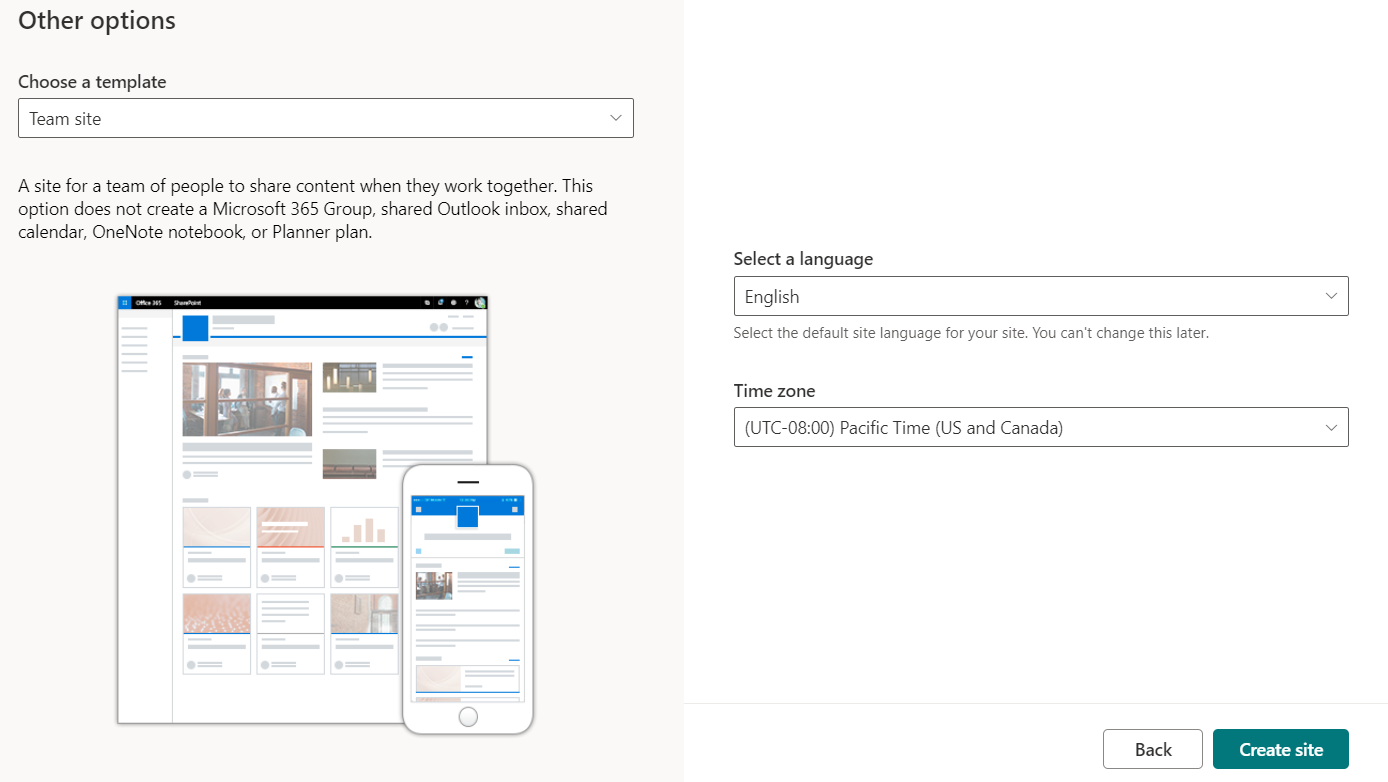 Other options
Choose a template
Team site
A site for a team of people to share content when they work together. This
option does not create a Microsoft 365 Group, shared Outlook inbox, shared
calendar, OneNote notebook, or Planner plan.
Office 365 SharePoint
?
Select a language
English
Select the default site language for your site. You can't change this later.
Time zone
(UTC-08:00) Pacific Time (US and Canada)
Back
Create site